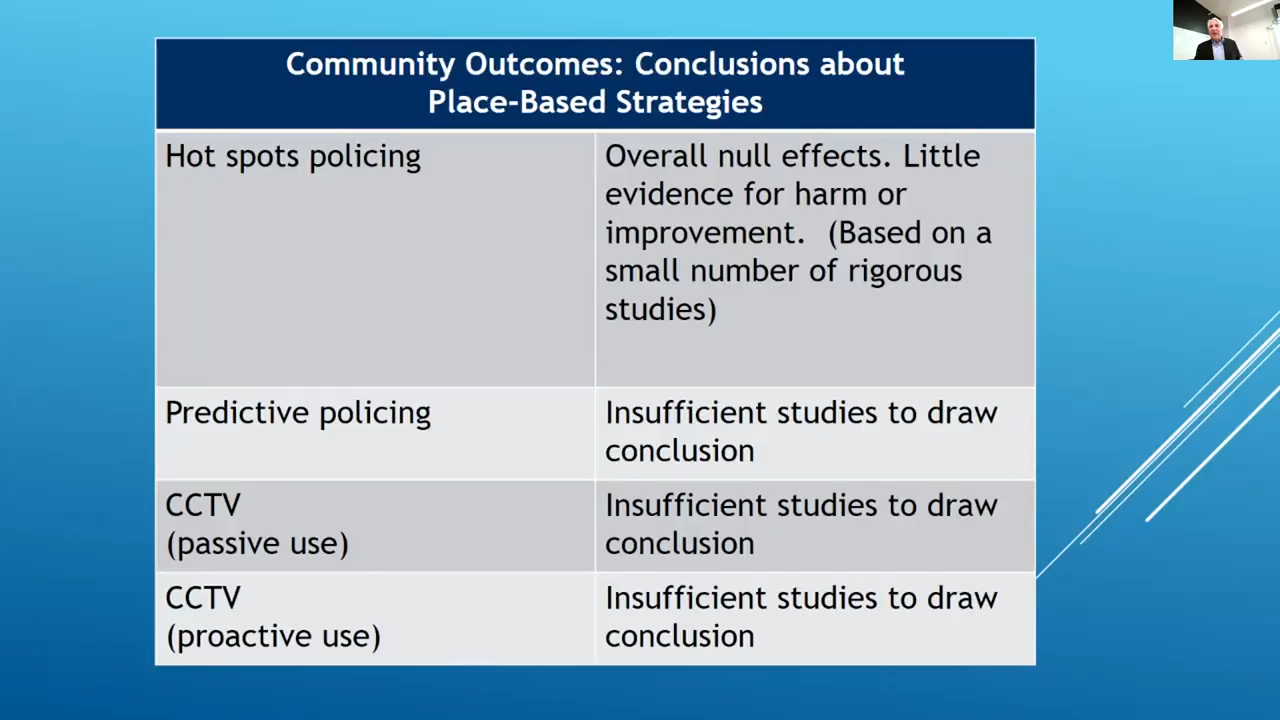 Community Outcomes: Conclusions about
Place-Based Strategies
Hot spots policing
Overall null effects. Little
evidence for harm or
improvement.  (Based on a
small number of rigorous
studies)
Predictive policing
Insufficient studies to draw
conclusion
CCTV
(passive use)
Insufficient studies to draw
conclusion
CCTV
(proactive use)
Insufficient studies to draw
conclusion